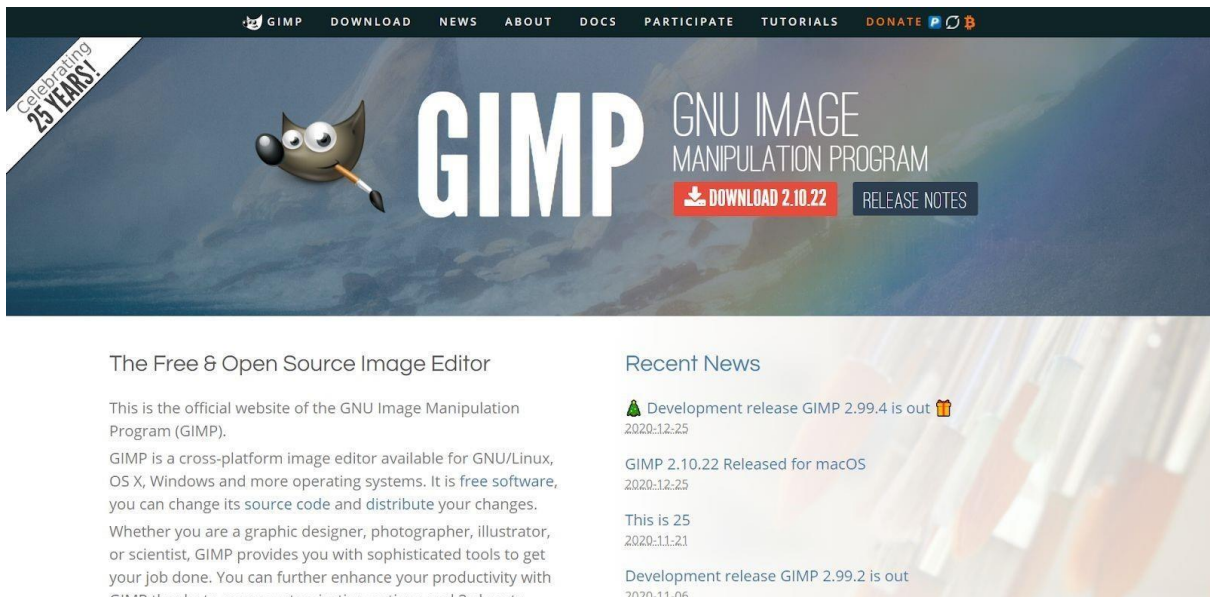 GIMP DOWNLOAD NEWS ABOUT DOCS PARTICIPATE TUTORIALS DONATE
Celebrating
25 YEARS!
GIMP
GNU IMAGE
MANIPULATION PROGRAM
DOWNLOAD 2.10.22 RELEASE NOTES
The Free & Open Source Image Editor
This is the official website of the GNU Image Manipulation
Program (GIMP).
GIMP is a cross-platform image editor available for GNU/Linux,
OS X, Windows and more operating systems. It is free software,
you can change its source code and distribute your changes.
Whether you are a graphic designer, photographer, illustrator,
or scientist, GIMP provides you with sophisticated tools to get
your job done. You can further enhance your productivity with
Recent News
🎄 Development release GIMP 2.99.4 is out 🎁
2020-12-25
GIMP 2.10.22 Released for macOS
2020-12-25
This is 25
2020-11-21
Development release GIMP 2.99.2 is out
2020-11-06